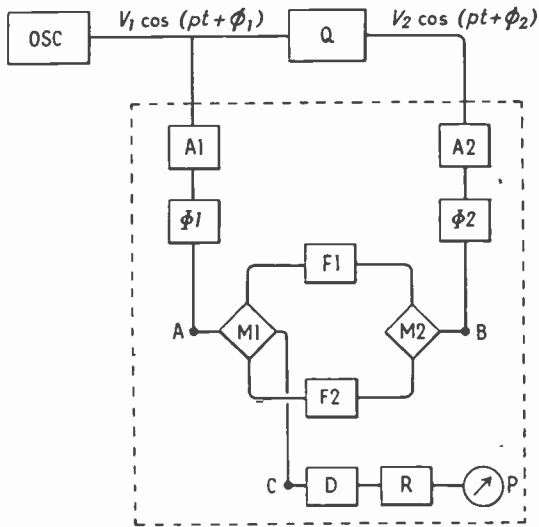 OSC
V₁ cos (pt+ϕ₁)
Q
V₂ cos (pt+ϕ₂)
A1
A2
Φ1
Φ2
F1
A
M1
M2
B
F2
C
D
R
P